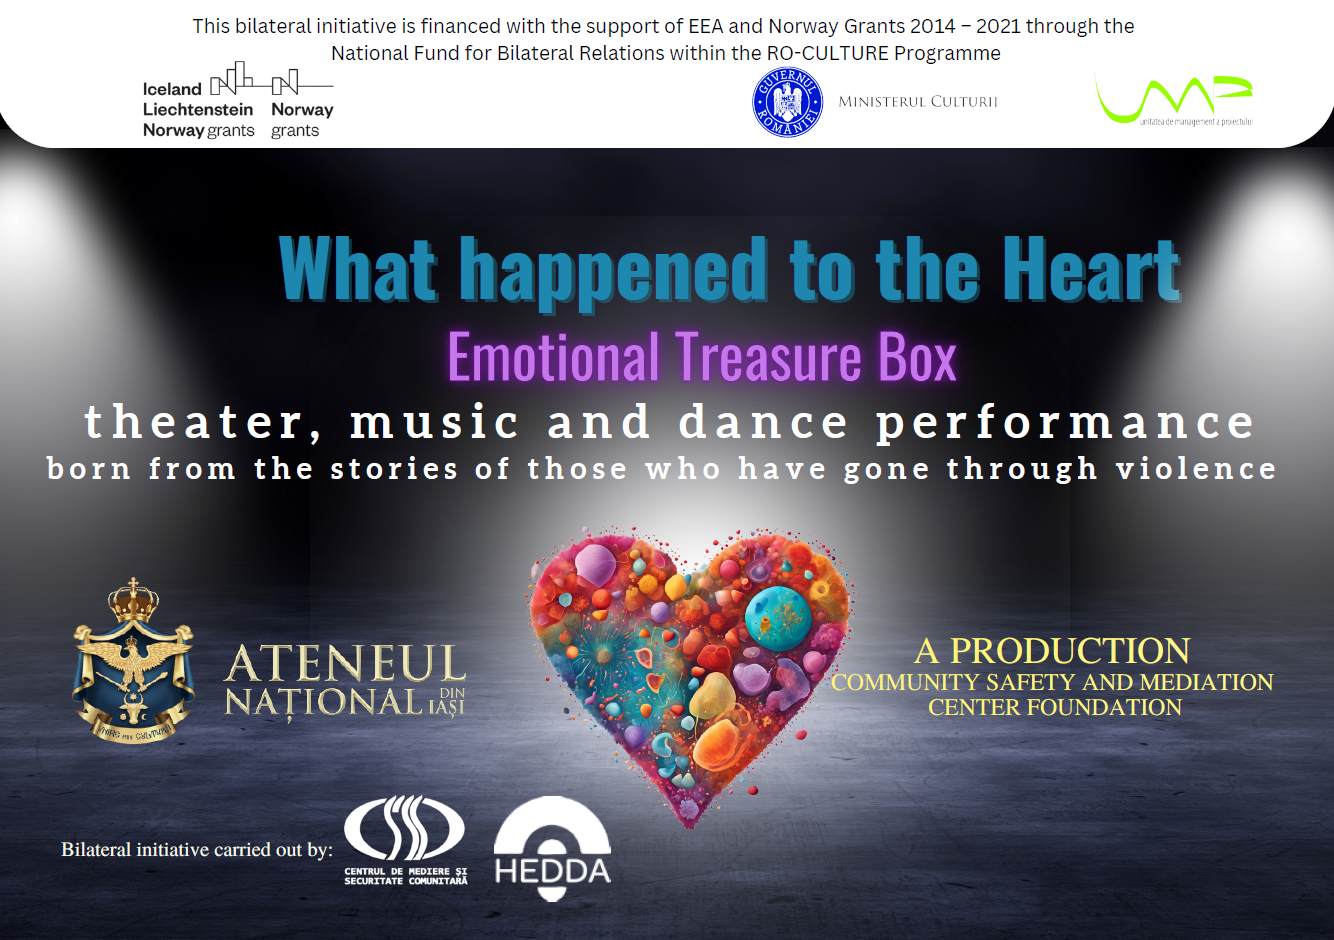 This bilateral initiative is financed with the support of EEA and Norway Grants 2014 – 2021 through the
National Fund for Bilateral Relations within the RO-CULTURE Programme
Iceland
Liechtenstein
Norway grants
Norway
grants
GUVERNUL ROMÂNIEI
MINISTERUL CULTURII
UMP
unitatea de management a proiectului
What happened to the Heart
Emotional Treasure Box
theater, music and dance performance
born from the stories of those who have gone through violence
ATENEUL
NAȚIONAL DIN IAȘI
A PRODUCTION
COMMUNITY SAFETY AND MEDIATION
CENTER FOUNDATION
Bilateral initiative carried out by:
CENTRUL DE MEDIERE ȘI
SECURITATE COMUNITARĂ
HEDDA